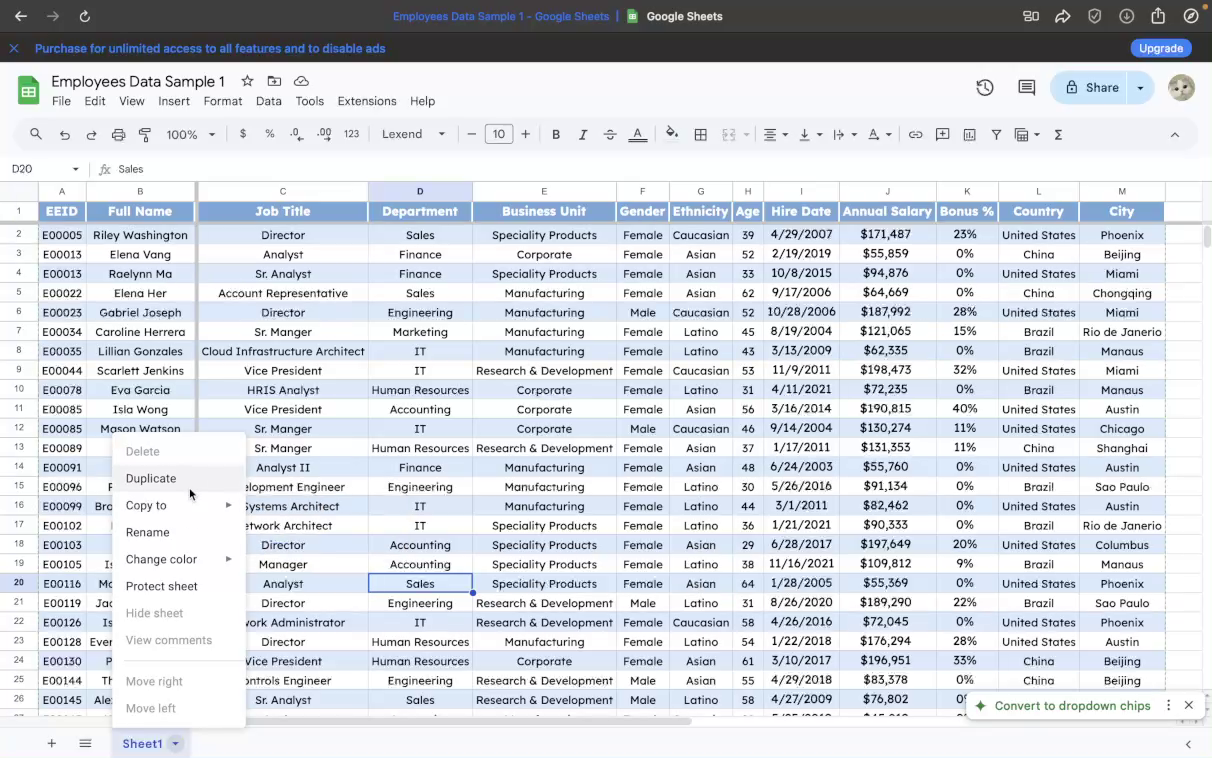 Employees Data Sample 1 - Google Sheets | Google Sheets
Purchase for unlimited access to all features and to disable ads Upgrade
Employees Data Sample 1
File Edit View Insert Format Data Tools Extensions Help
Share
100% $ % .0 .00 123 Lexend 10 B I A
D20 fx Sales
A B C D E F G H I J K L M
1 EEID Full Name Job Title Department Business Unit Gender Ethnicity Age Hire Date Annual Salary Bonus % Country City
2 E00005 Riley Washington Director Sales Speciality Products Female Caucasian 39 4/29/2007 $171,487 23% United States Phoenix
3 E00013 Elena Vang Analyst Finance Corporate Female Asian 52 2/19/2019 $55,859 0% China Beijing
4 E00013 Raelynn Ma Sr. Analyst Finance Speciality Products Female Asian 33 10/8/2015 $94,876 0% United States Miami
5 E00022 Elena Her Account Representative Sales Manufacturing Female Asian 62 9/17/2006 $64,669 0% China Chongqing
6 E00023 Gabriel Joseph Director Engineering Manufacturing Male Caucasian 52 10/28/2006 $187,992 28% United States Miami
7 E00034 Caroline Herrera Sr. Manger Marketing Manufacturing Female Latino 45 8/19/2004 $121,065 15% Brazil Rio de Janerio
8 E00035 Lillian Gonzales Cloud Infrastructure Architect IT Manufacturing Female Latino 43 3/13/2009 $62,335 0% Brazil Manaus
9 E00044 Scarlett Jenkins Vice President IT Research & Development Female Caucasian 53 11/9/2011 $198,473 32% United States Miami
10 E00078 Eva Garcia HRIS Analyst Human Resources Corporate Female Latino 31 4/11/2021 $72,235 0% Brazil Manaus
11 E00085 Isla Wong Vice President Accounting Corporate Female Asian 56 3/16/2014 $190,815 40% United States Austin
12 E00085 Mason Watson Sr. Manger IT Corporate Male Caucasian 46 9/14/2004 $130,274 11% United States Chicago
13 E00089 Sr. Manger Human Resources Research & Development Female Asian 37 1/17/2011 $131,353 11% China Shanghai
14 E00091 Analyst II Finance Manufacturing Female Asian 48 6/24/2003 $55,760 0% United States Austin
15 E00096 elopment Engineer Engineering Manufacturing Female Latino 30 5/26/2016 $91,134 0% Brazil Sao Paulo
16 E00099 Bro Systems Architect IT Manufacturing Female Latino 44 3/1/2011 $82,462 0% United States Austin
17 E00102 etwork Architect IT Speciality Products Female Latino 36 1/21/2021 $90,333 0% Brazil Rio de Janerio
18 E00103 Director Accounting Speciality Products Female Asian 29 6/28/2017 $197,649 20% United States Columbus
19 E00105 Is Manager Accounting Speciality Products Female Latino 38 11/16/2021 $109,812 9% Brazil Manaus
20 E00116 Ma Analyst Sales Speciality Products Female Asian 64 1/28/2005 $55,369 0% United States Phoenix
21 E00119 Jac Director Engineering Research & Development Male Latino 31 8/26/2020 $189,290 22% Brazil Sao Paulo
22 E00126 Is work Administrator IT Research & Development Female Caucasian 58 4/26/2016 $72,045 0% United States Phoenix
23 E00128 Ever Director Human Resources Manufacturing Female Latino 54 1/22/2018 $176,294 28% United States Austin
24 E00130 P Vice President Human Resources Corporate Female Asian 61 3/10/2017 $196,951 33% China Beijing
25 E00144 Th ontrols Engineer Engineering Research & Development Male Asian 55 4/29/2018 $83,378 0% China Beijing
26 E00145 Ale Sr. Analyst Sales Manufacturing Male Latino 58 4/27/2009 $76,802
Delete
Duplicate
Copy to
Rename
Change color
Protect sheet
Hide sheet
View comments
Move right
Move left
Convert to dropdown chips
Sheet1